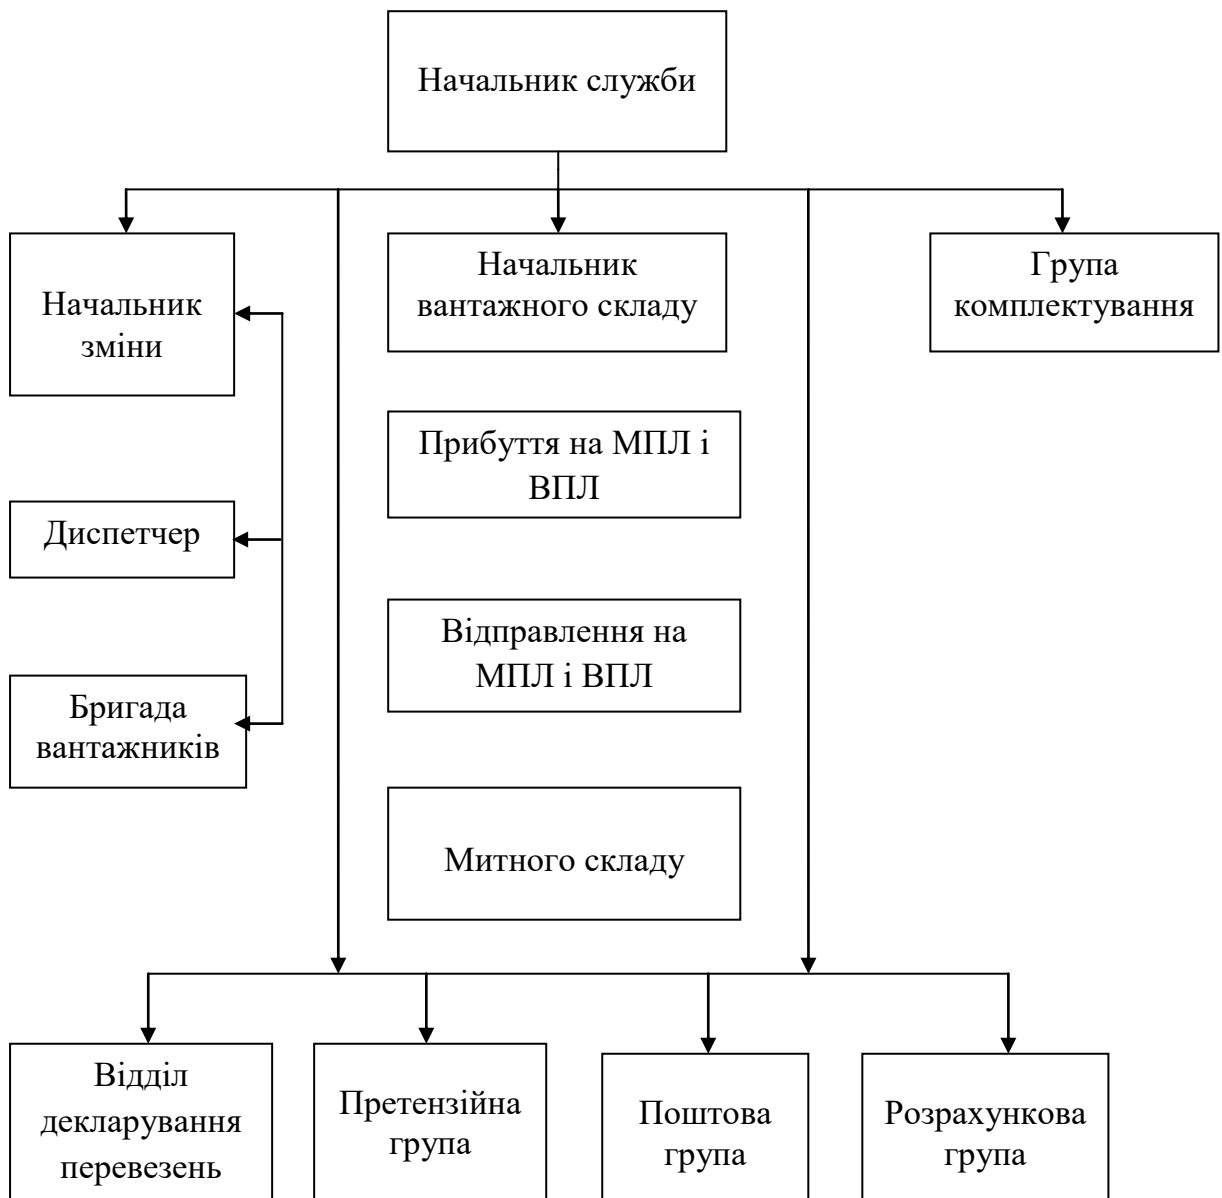 Начальник служби
Начальник
зміни
Начальник
вантажного складу
Група
комплектування
Прибуття на МПЛ і
ВПЛ
Диспетчер
Відправлення на
МПЛ і ВПЛ
Бригада
вантажників
Митного складу
Відділ
декларування
перевезень
Претензійна
група
Поштова
група
Розрахункова
група